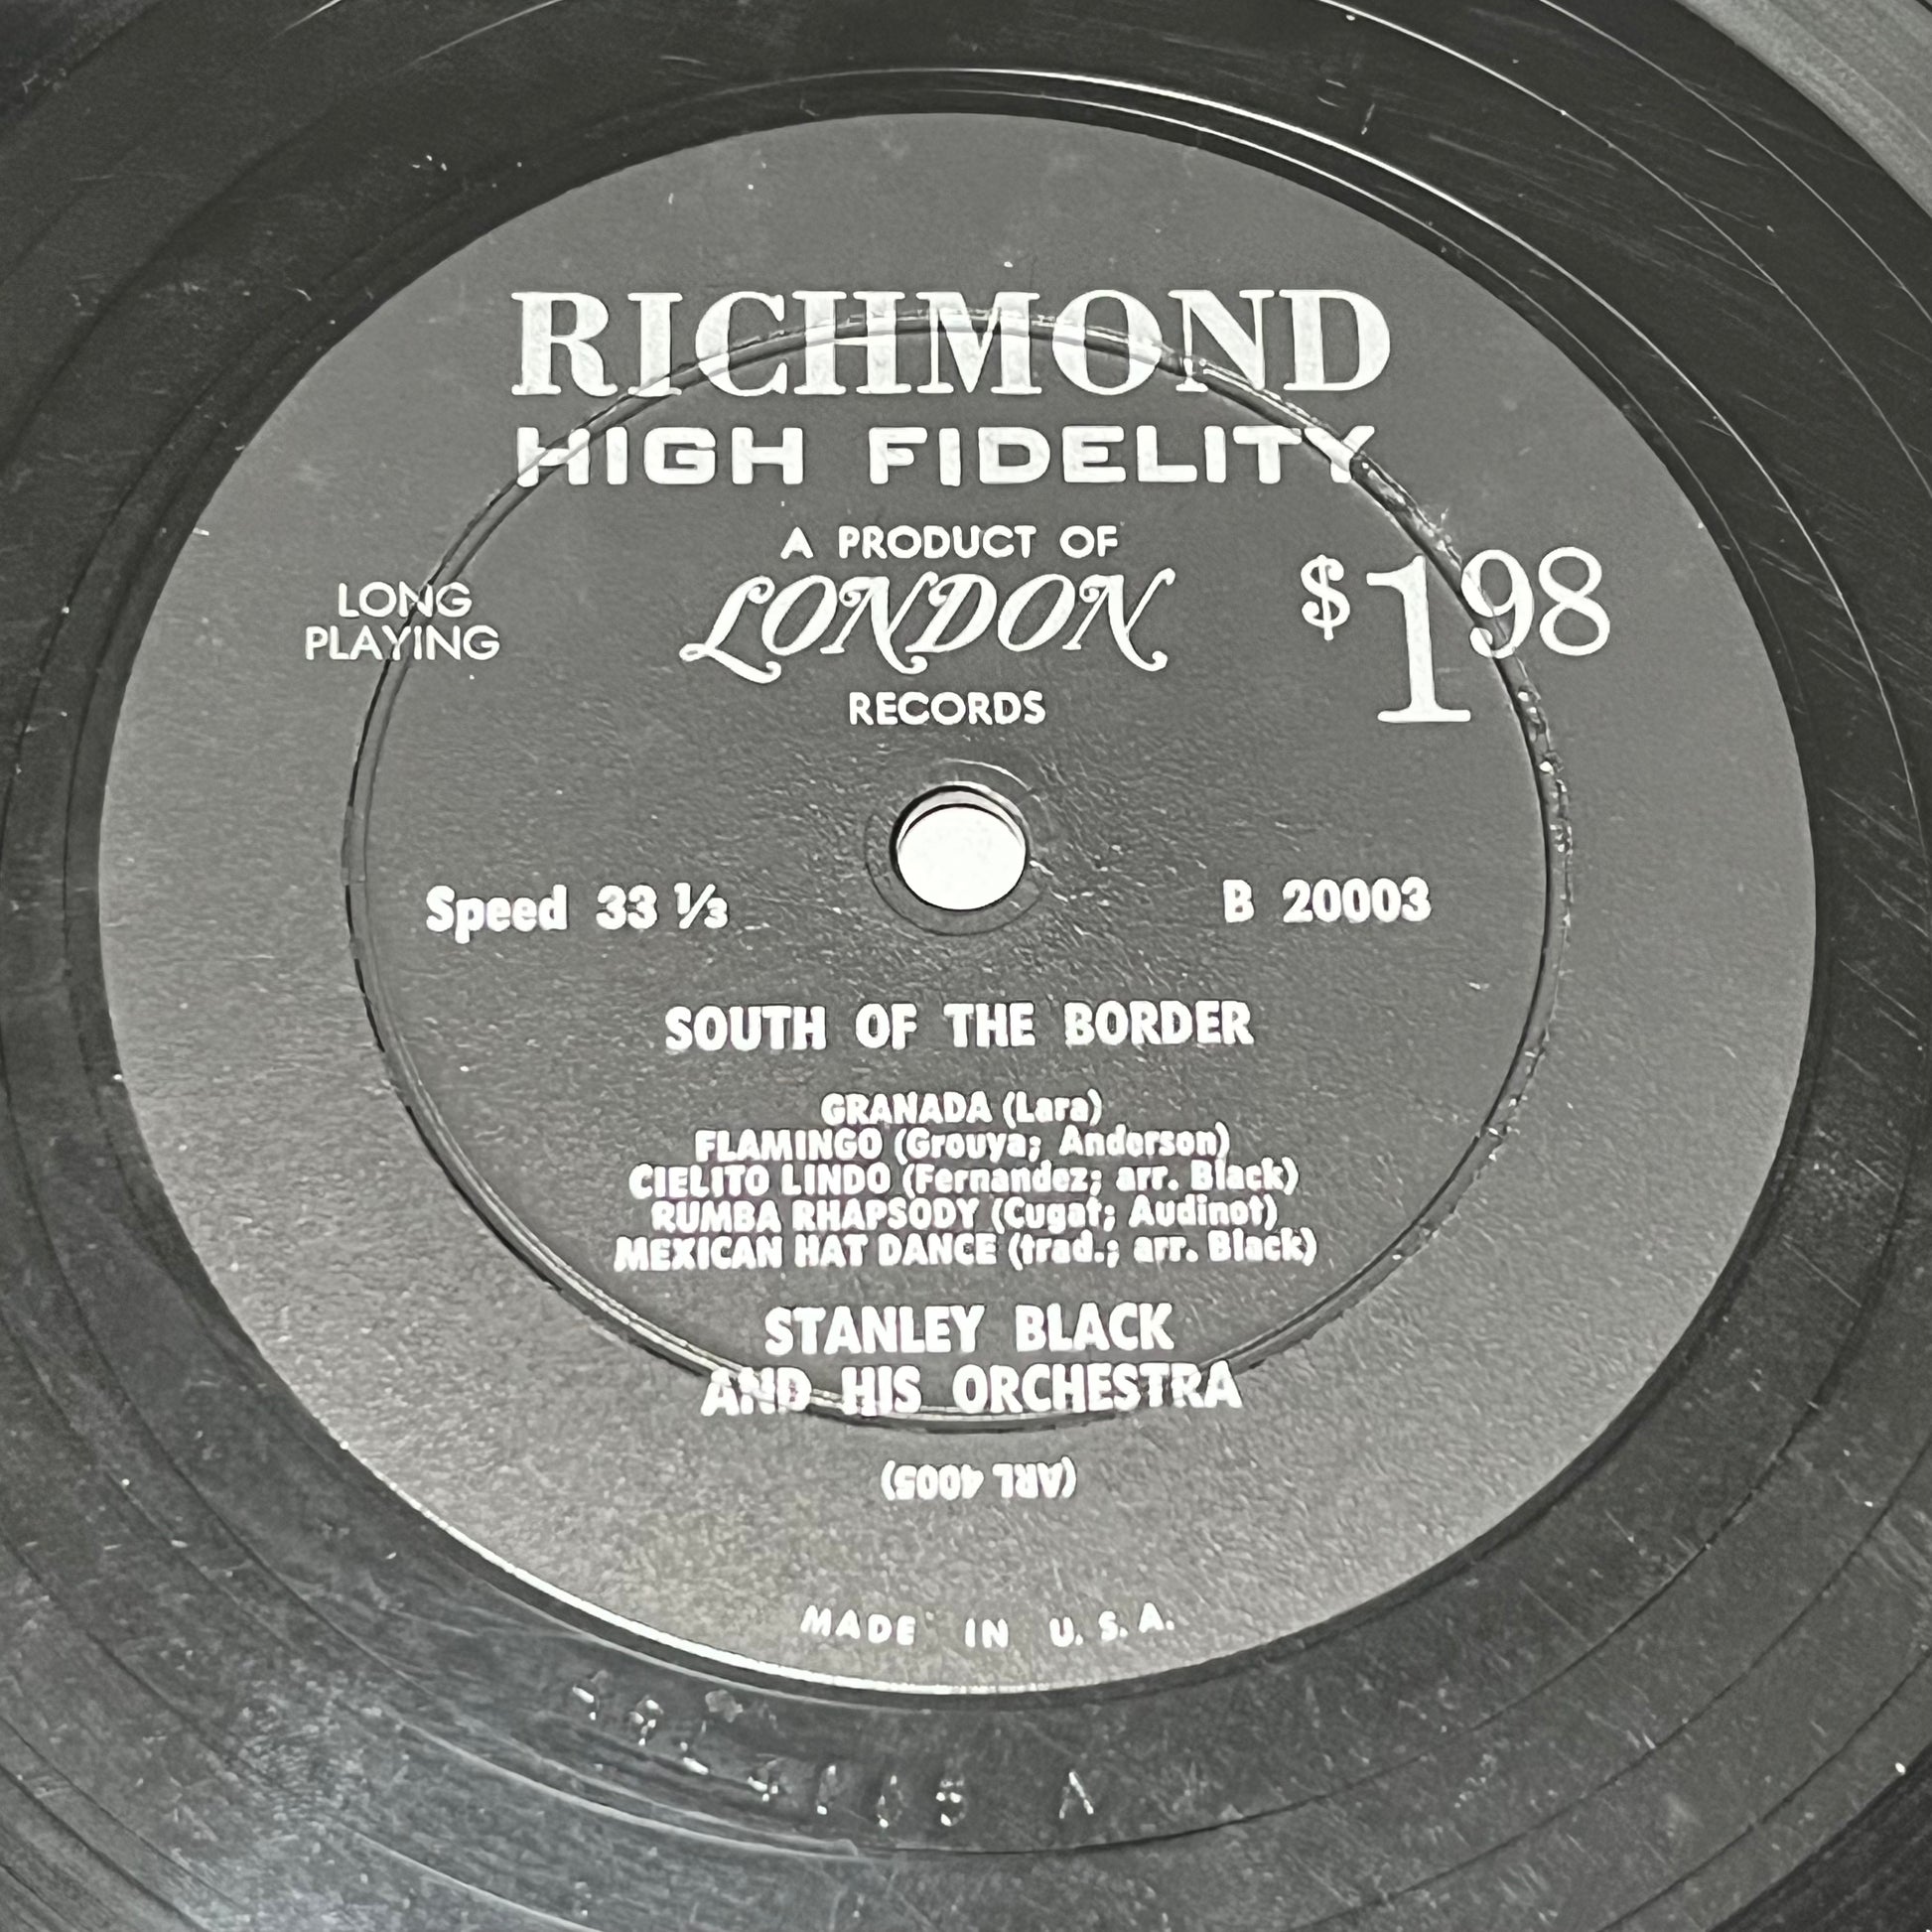 RICHMOND
HIGH FIDELITY
A PRODUCT OF
LONDON
RECORDS
LONG
PLAYING
$1.98
Speed 33 ⅓
B 20003
SOUTH OF THE BORDER
GRANADA (Lara)
FLAMINGO (Grouya; Anderson)
CIELITO LINDO (Fernandez; arr. Black)
RUMBA RHAPSODY (Cugat; Audinot)
MEXICAN HAT DANCE (trad.; arr. Black)
STANLEY BLACK
AND HIS ORCHESTRA
(ARL 4005)
MADE IN U.S.A.
ARL 4005 A